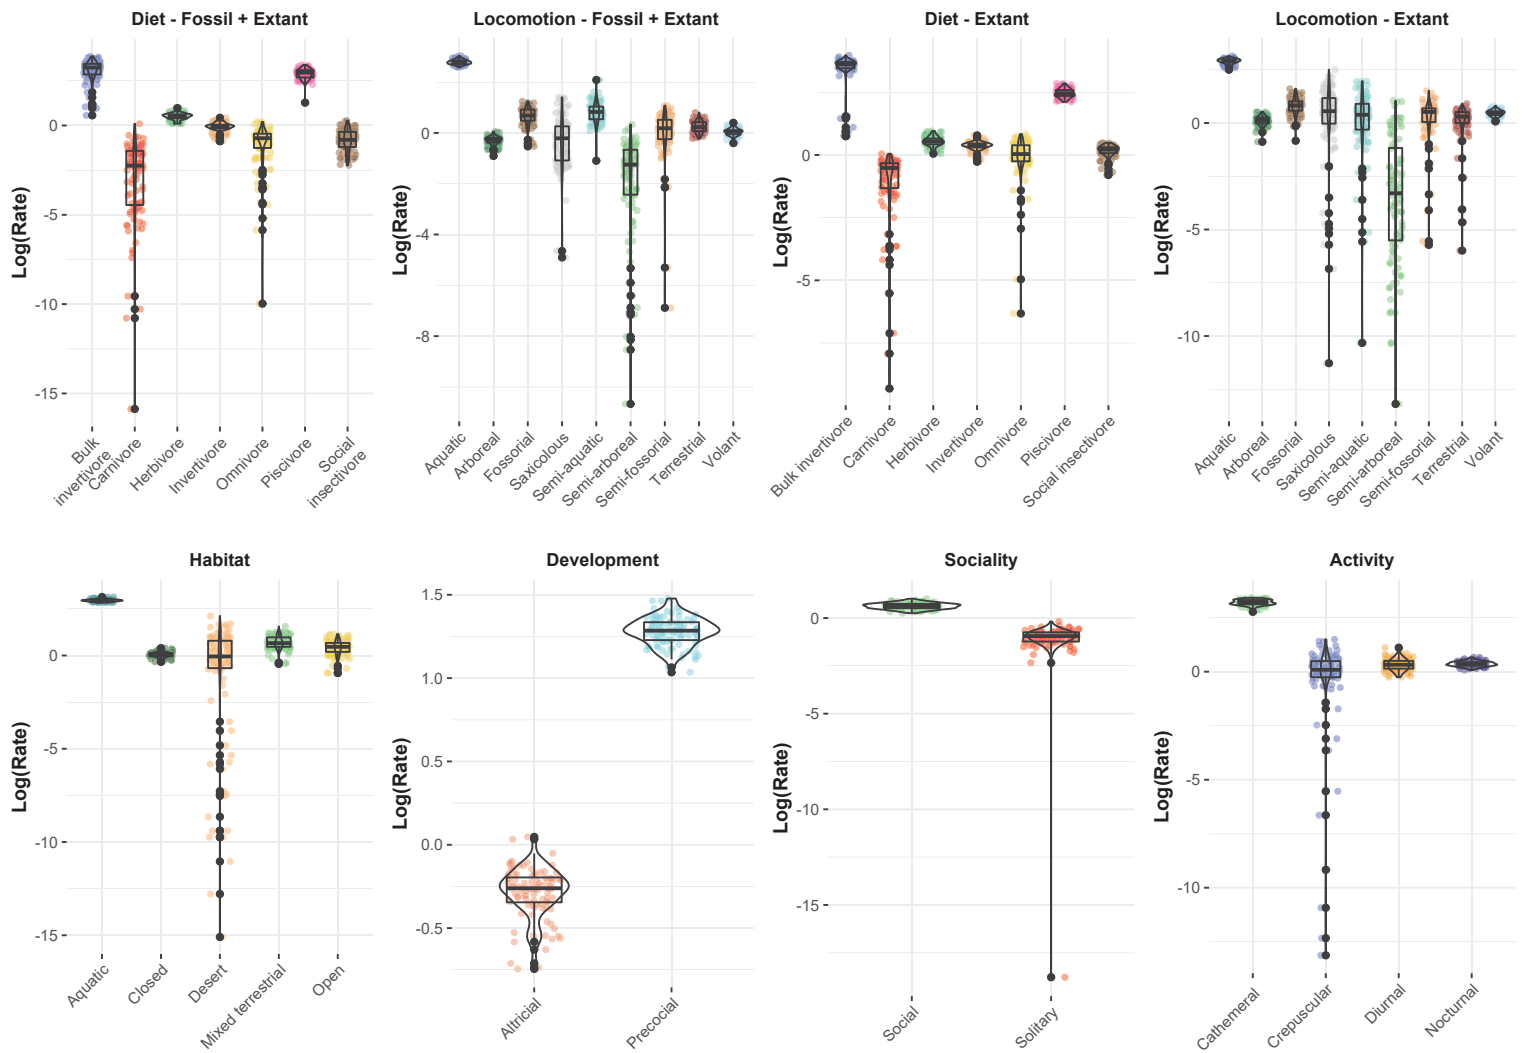 Diet - Fossil + Extant
Log(Rate)
0
-5
-10
-15
Bulk
invertivore
Carnivore
Herbivore
Invertivore
Omnivore
Piscivore
Social
insectivore
Locomotion - Fossil + Extant
Log(Rate)
0
-4
-8
Aquatic
Arboreal
Fossorial
Saxicolous
Semi-aquatic
Semi-arboreal
Semi-fossorial
Terrestrial
Volant
Diet - Extant
Log(Rate)
0
-5
Bulk invertivore
Carnivore
Herbivore
Invertivore
Omnivore
Piscivore
Social insectivore
Locomotion - Extant
Log(Rate)
0
-5
-10
Aquatic
Arboreal
Fossorial
Saxicolous
Semi-aquatic
Semi-arboreal
Semi-fossorial
Terrestrial
Volant
Habitat
Log(Rate)
0
-5
-10
-15
Aquatic
Closed
Desert
Mixed terrestrial
Open
Development
Log(Rate)
1.5
1.0
0.5
0.0
-0.5
Altricial
Precocial
Sociality
Log(Rate)
0
-5
-10
-15
Social
Solitary
Activity
Log(Rate)
0
-5
-10
Cathemeral
Crepuscular
Diurnal
Nocturnal